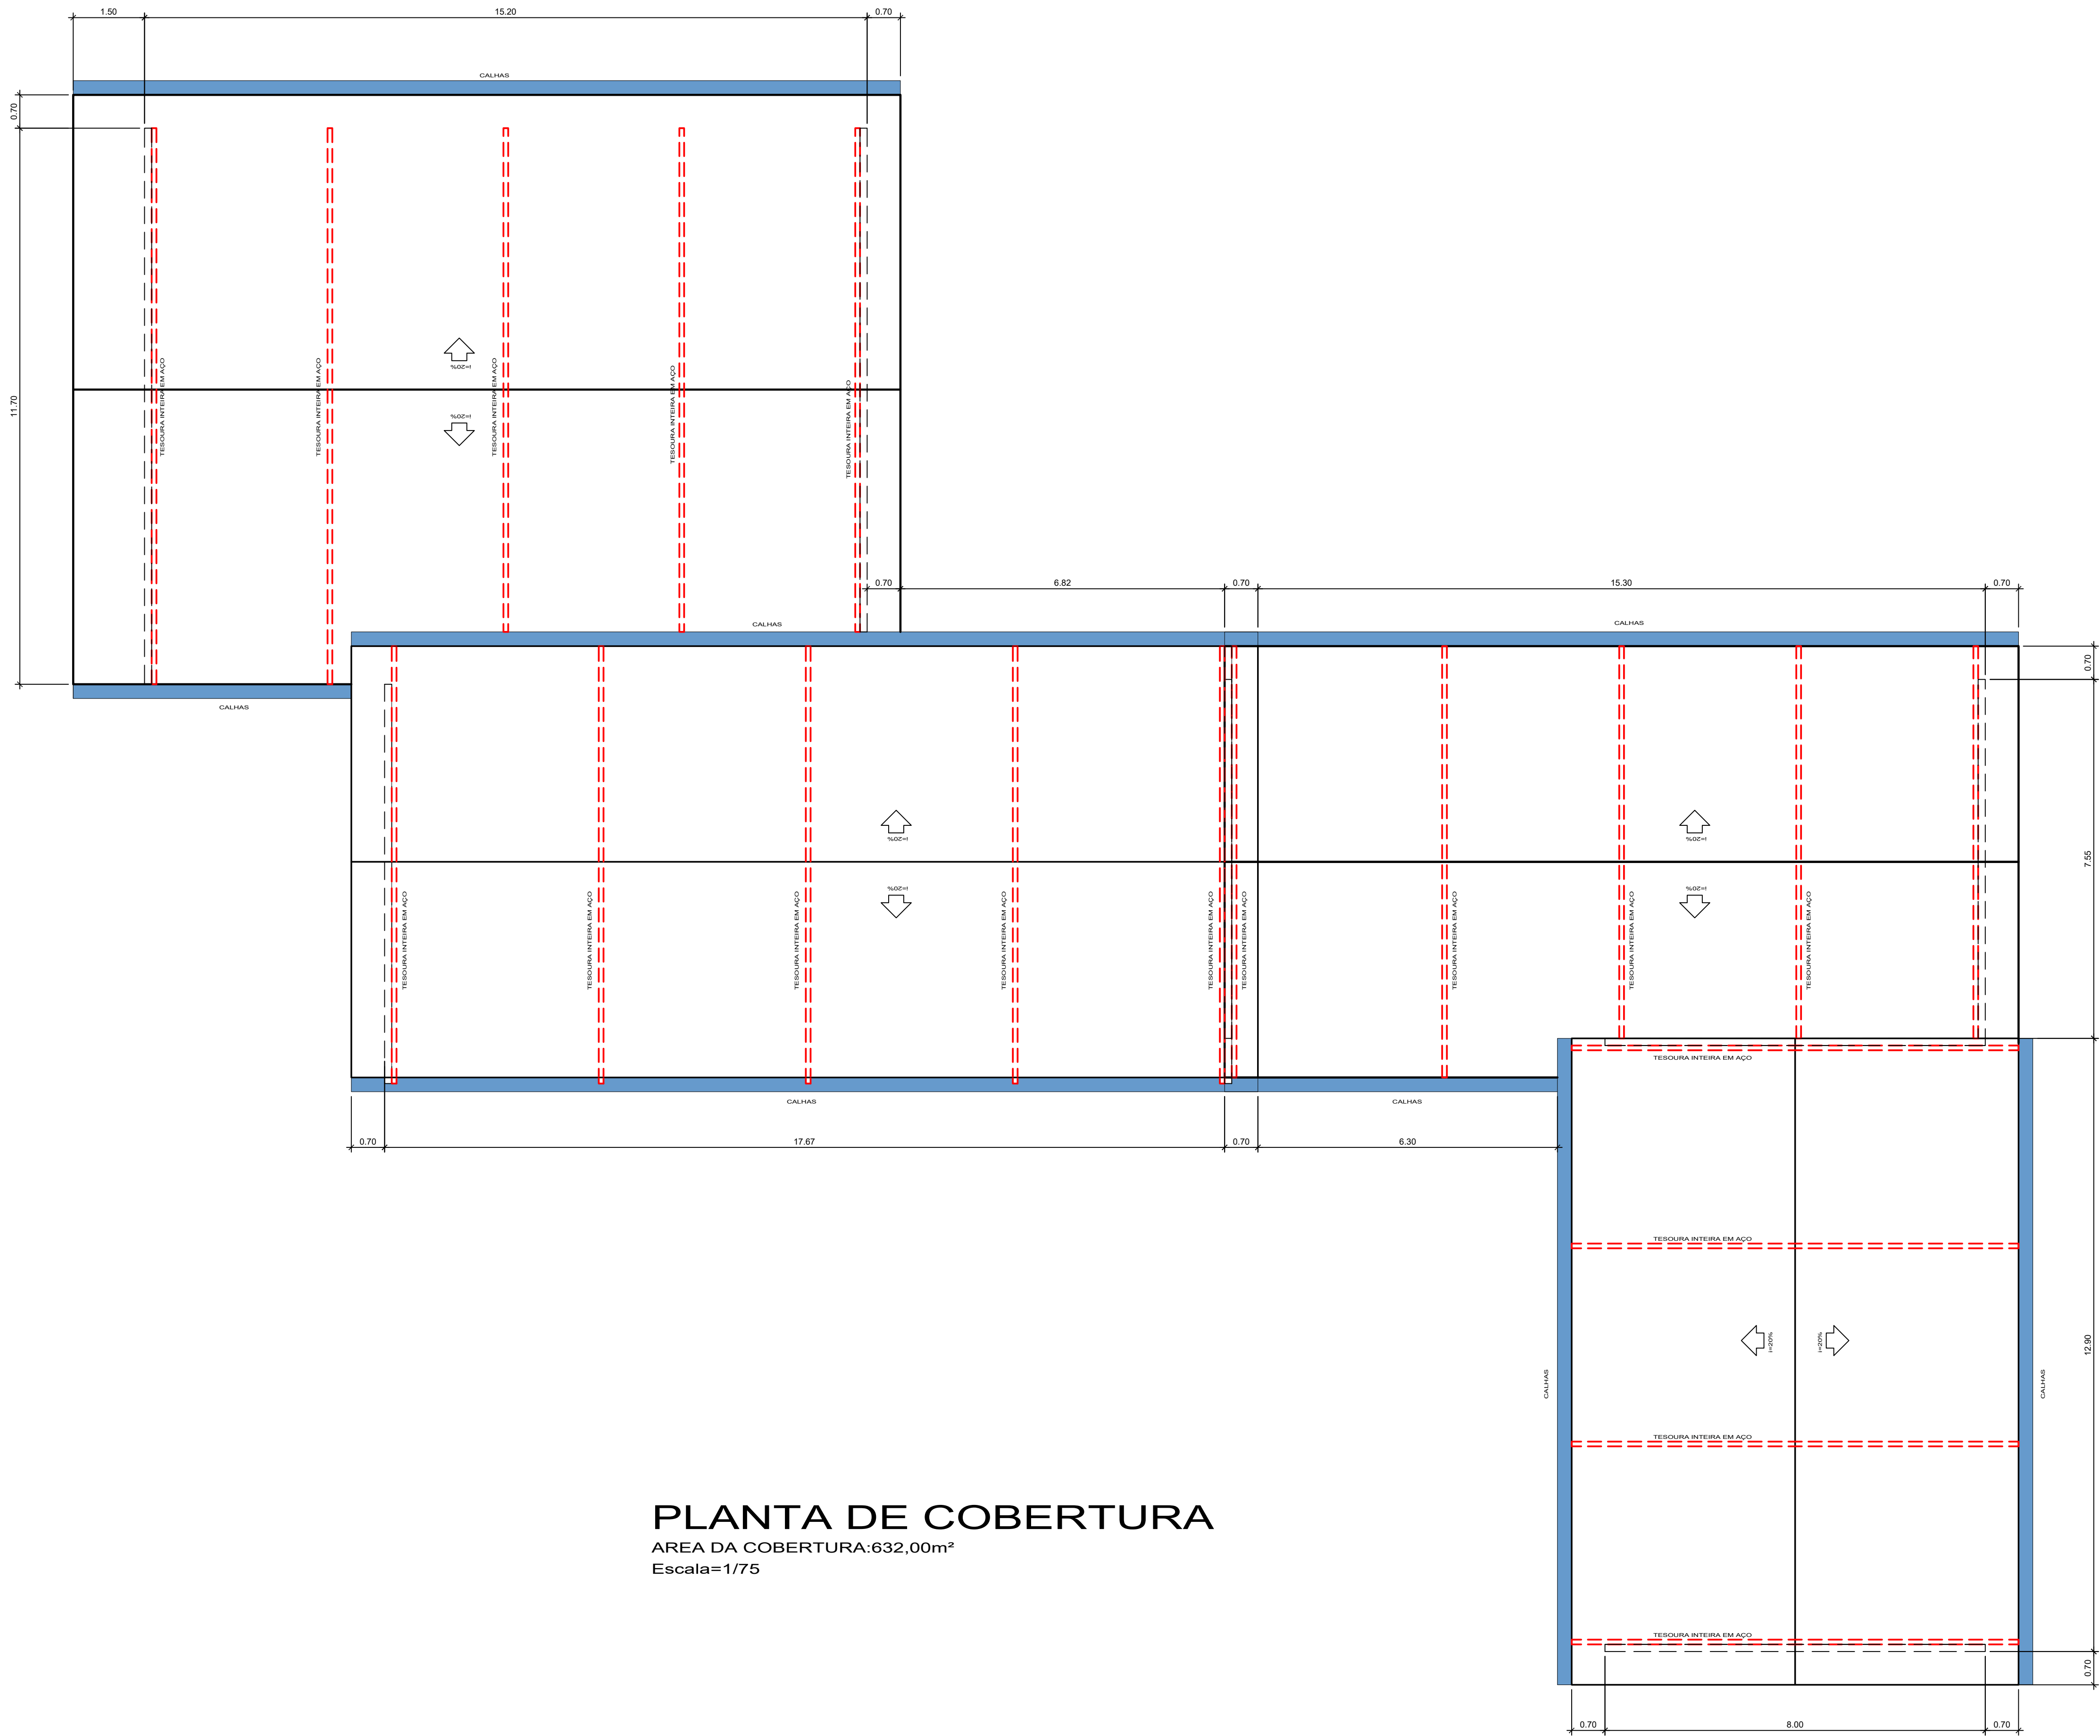 1.50
15.20
0.70
CALHAS
0.70
11.70
TESOURA INTEIRA EM AÇO
TESOURA INTEIRA EM AÇO
TESOURA INTEIRA EM AÇO
TESOURA INTEIRA EM AÇO
TESOURA INTEIRA EM AÇO
i=20%
i=20%
0.70
6.82
0.70
15.30
0.70
CALHAS
CALHAS
CALHAS
0.70
7.55
i=20%
i=20%
i=20%
i=20%
TESOURA INTEIRA EM AÇO
TESOURA INTEIRA EM AÇO
TESOURA INTEIRA EM AÇO
TESOURA INTEIRA EM AÇO
TESOURA INTEIRA EM AÇO
TESOURA INTEIRA EM AÇO
TESOURA INTEIRA EM AÇO
TESOURA INTEIRA EM AÇO
TESOURA INTEIRA EM AÇO
TESOURA INTEIRA EM AÇO
CALHAS
CALHAS
0.70
17.67
0.70
6.30
TESOURA INTEIRA EM AÇO
i=20%
i=20%
12.90
CALHAS
CALHAS
TESOURA INTEIRA EM AÇO
PLANTA DE COBERTURA
AREA DA COBERTURA:632,00m²
Escala=1/75
TESOURA INTEIRA EM AÇO
0.70
0.70
8.00
0.70